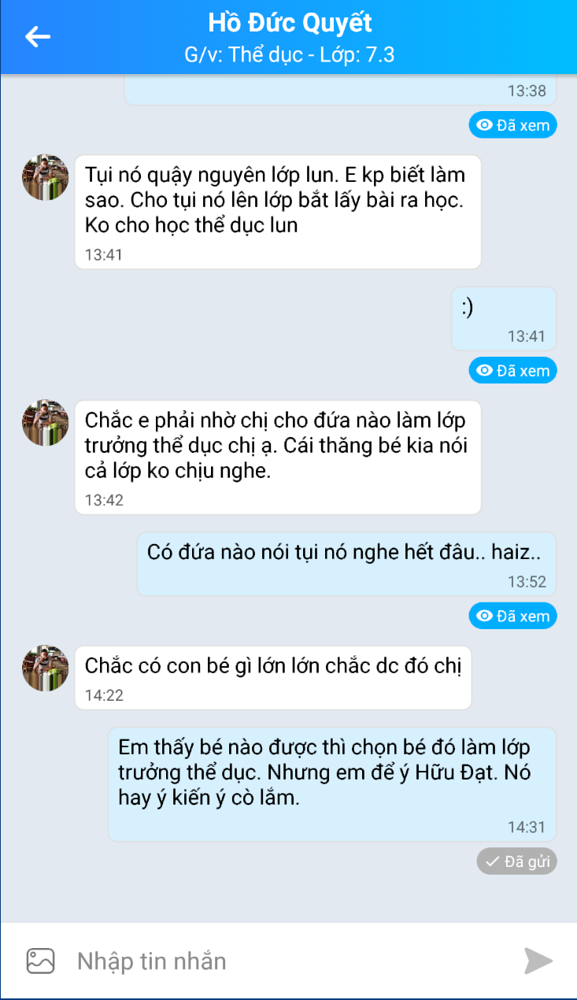 Hồ Đức Quyết
G/v: Thể dục - Lớp: 7.3
13:38
Đã xem
Tụi nó quậy nguyên lớp lun. E kp biết làm
sao. Cho tụi nó lên lớp bắt lấy bài ra học.
Ko cho học thể dục lun
13:41
:)
13:41
Đã xem
Chắc e phải nhờ chị cho đứa nào làm lớp
trưởng thể dục chị ạ. Cái thăng bé kia nói
cả lớp ko chịu nghe.
13:42
Có đứa nào nói tụi nó nghe hết đâu.. haiz..
13:52
Đã xem
Chắc có con bé gì lớn lớn chắc dc đó chị
14:22
Em thấy bé nào được thì chọn bé đó làm lớp
trưởng thể dục. Nhưng em để ý Hữu Đạt. Nó
hay ý kiến ý cò lắm.
14:31
Đã gửi
Nhập tin nhắn